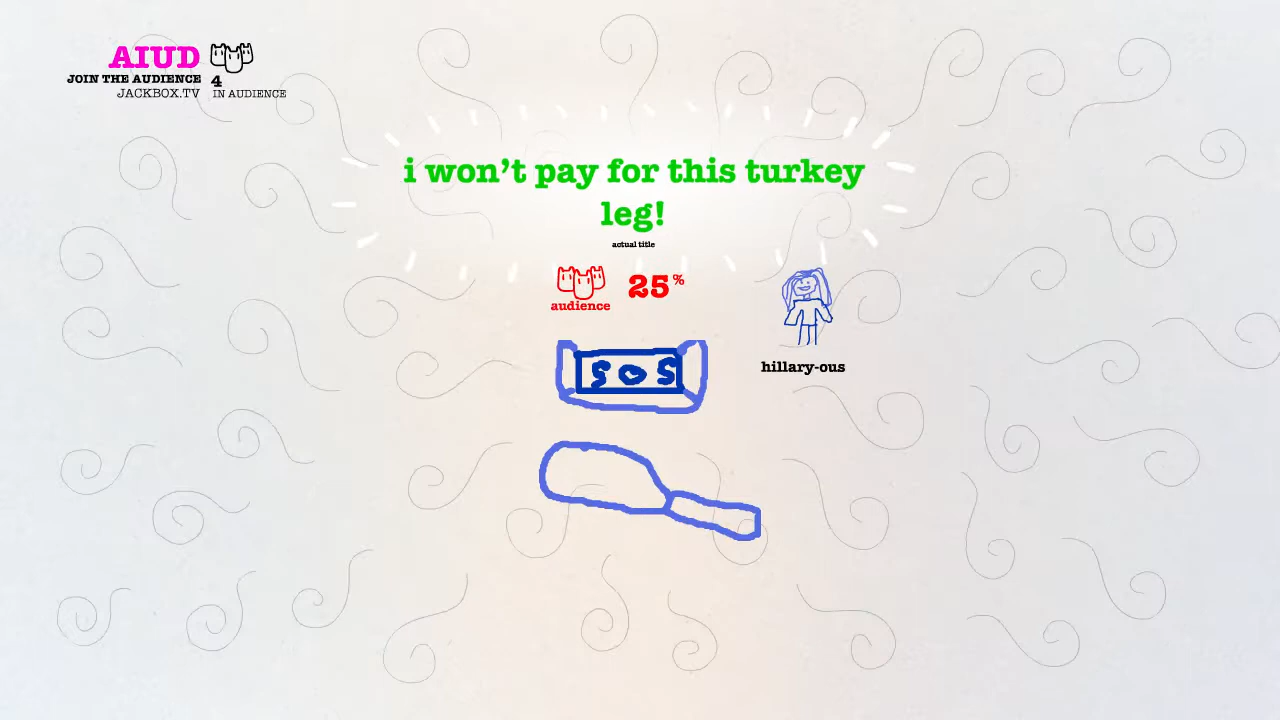 AIUD
JOIN THE AUDIENCE
JACKBOX.TV
4
IN AUDIENCE
i won't pay for this turkey
leg!
actual title
audience
25%
hillary-ous
SOS